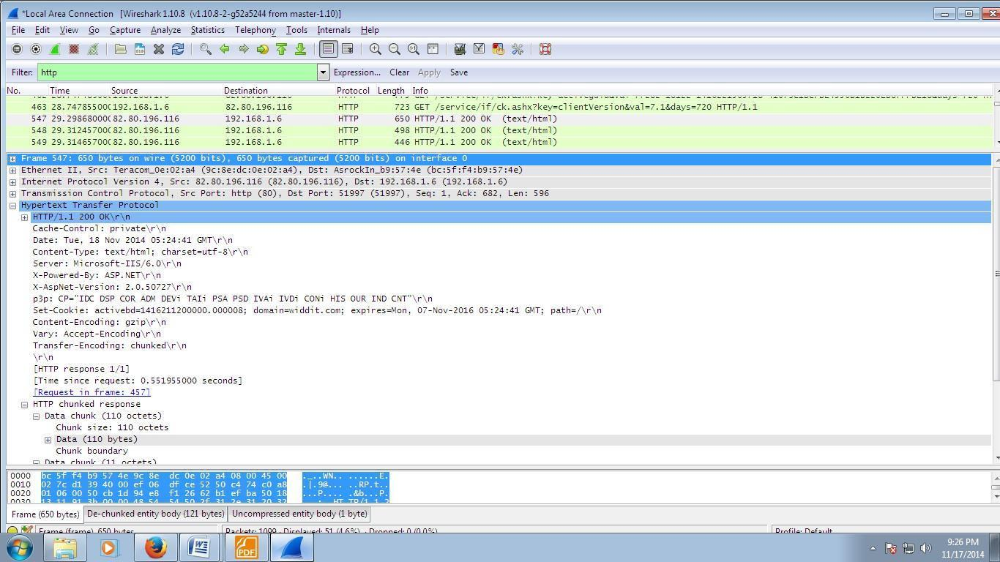 *Local Area Connection [Wireshark 1.10.8 (v1.10.8-2-g52a5244 from master-1.10)]
File Edit View Go Capture Analyze Statistics Telephony Tools Internals Help
Filter: http Expression... Clear Apply Save
No. Time Source Destination Protocol Length Info
463 28.747855000 192.168.1.6 82.80.196.116 HTTP 723 GET /service/if/ck.ashx?key=clientVersion&val=7.1&days=720 HTTP/1.1
547 29.298680000 82.80.196.116 192.168.1.6 HTTP 650 HTTP/1.1 200 OK (text/html)
548 29.312457000 82.80.196.116 192.168.1.6 HTTP 498 HTTP/1.1 200 OK (text/html)
549 29.314657000 82.80.196.116 192.168.1.6 HTTP 446 HTTP/1.1 200 OK (text/html)
Frame 547: 650 bytes on wire (5200 bits), 650 bytes captured (5200 bits) on interface 0
Ethernet II, Src: Teracom_0e:02:a4 (9c:8e:dc:0e:02:a4), Dst: AsrockIn_b9:57:4e (bc:5f:f4:b9:57:4e)
Internet Protocol Version 4, Src: 82.80.196.116 (82.80.196.116), Dst: 192.168.1.6 (192.168.1.6)
Transmission Control Protocol, Src Port: http (80), Dst Port: 51997 (51997), Seq: 1, Ack: 682, Len: 596
Hypertext Transfer Protocol
HTTP/1.1 200 OK\r\n
Cache-Control: private\r\n
Date: Tue, 18 Nov 2014 05:24:41 GMT\r\n
Content-Type: text/html; charset=utf-8\r\n
Server: Microsoft-IIS/6.0\r\n
X-Powered-By: ASP.NET\r\n
X-AspNet-Version: 2.0.50727\r\n
p3p: CP="IDC DSP COR ADM DEVi TAIi PSA PSD IVAi IVDi CONi HIS OUR IND CNT"\r\n
Set-Cookie: activebd=1416211200000.000008; domain=widdit.com; expires=Mon, 07-Nov-2016 05:24:41 GMT; path=/\r\n
Content-Encoding: gzip\r\n
Vary: Accept-Encoding\r\n
Transfer-Encoding: chunked\r\n
\r\n
[HTTP response 1/1]
[Time since request: 0.551955000 seconds]
[Request in frame: 457]
HTTP chunked response
Data chunk (110 octets)
Chunk size: 110 octets
Data (110 bytes)
Chunk boundary
Data chunk (11 octets)
0000 bc 5f f4 b9 57 4e 9c 8e dc 0e 02 a4 08 00 45 00 ._..WN.. ......E.
0010 02 7c d1 39 40 00 ef 06 df ce 52 50 c4 74 c0 a8 .|.9@... ..RP.t..
0020 01 06 00 50 cb 1d 94 e8 f1 26 62 b1 ef ba 50 18 ...P.... .&b...P.
Frame (650 bytes) De-chunked entity body (121 bytes) Uncompressed entity body (1 byte)
Frame (frame), 650 bytes Packets: 1099 · Displayed: 51 (4.6%) · Dropped: 0 (0.0%) Profile: Default
PDF
9:26 PM
11/17/2014